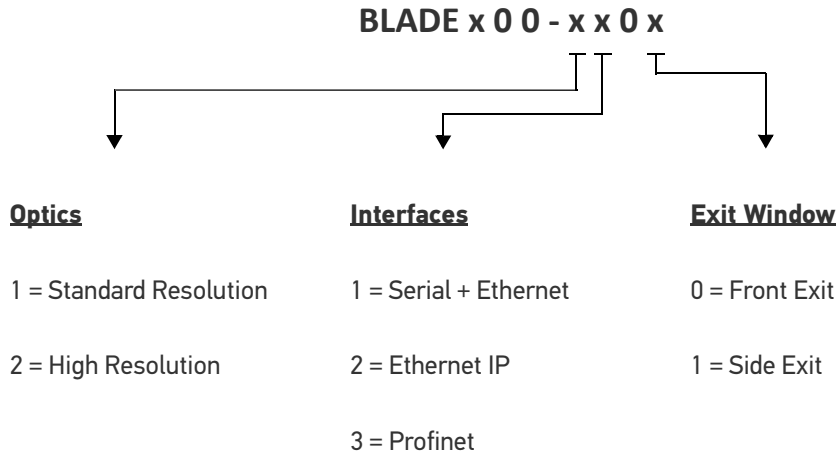 BLADE x 0 0 - x x 0 x
Optics
1 = Standard Resolution
2 = High Resolution
Interfaces
1 = Serial + Ethernet
2 = Ethernet IP
3 = Profinet
Exit Window
0 = Front Exit
1 = Side Exit